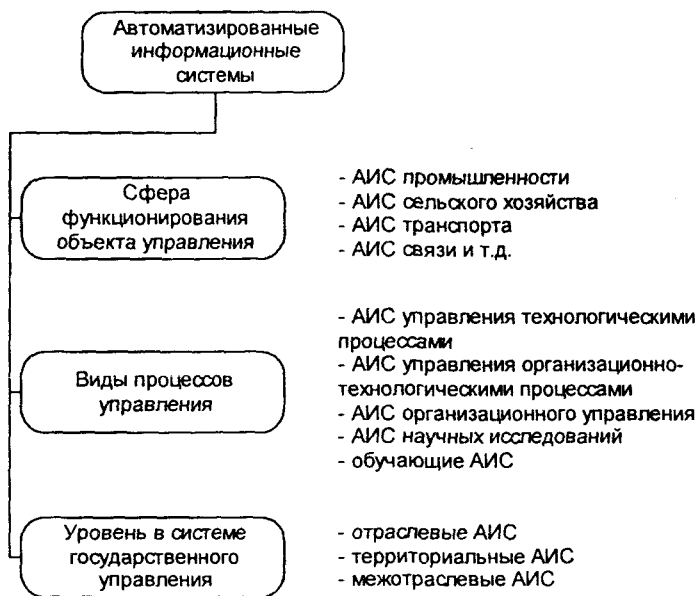 Автоматизированные
информационные
системы
Сфера
функционирования
объекта управления
- АИС промышленности
- АИС сельского хозяйства
- АИС транспорта
- АИС связи и т.д.
Виды процессов
управления
- АИС управления технологическими
процессами
- АИС управления организационно-
технологическими процессами
- АИС организационного управления
- АИС научных исследований
- обучающие АИС
Уровень в системе
государственного
управления
- отраслевые АИС
- территориальные АИС
- межотраслевые АИС